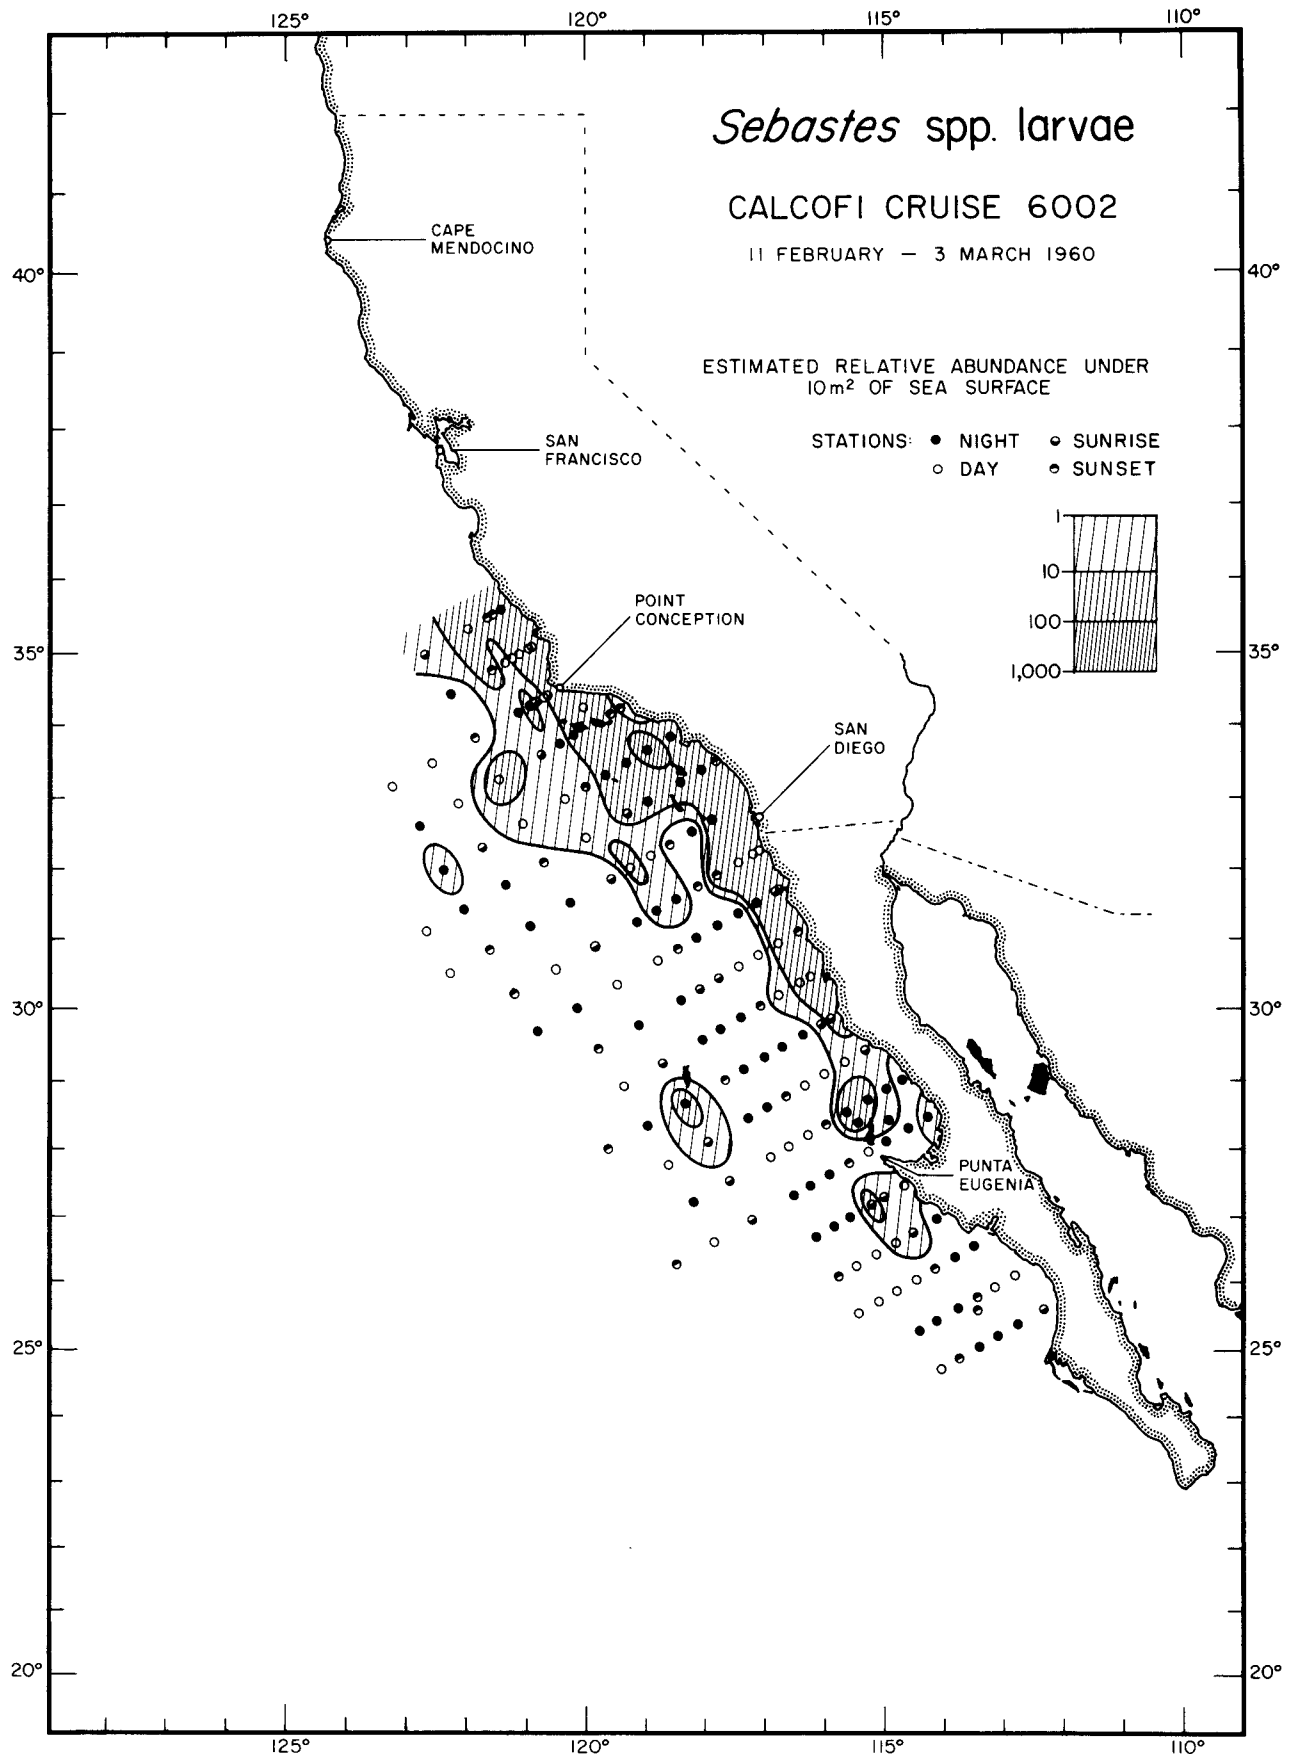 125° 120° 115° 110°
Sebastes spp. larvae
CALCOFI CRUISE 6002
11 FEBRUARY — 3 MARCH 1960
CAPE
MENDOCINO
40° 40°
ESTIMATED RELATIVE ABUNDANCE UNDER
10m² OF SEA SURFACE
STATIONS: ● NIGHT SUNRISE
○ DAY SUNSET
SAN
FRANCISCO
1
10
100
1,000
POINT
CONCEPTION
35° 35°
SAN
DIEGO
30° 30°
PUNTA
EUGENIA
25° 25°
20° 20°
125° 120° 115° 110°